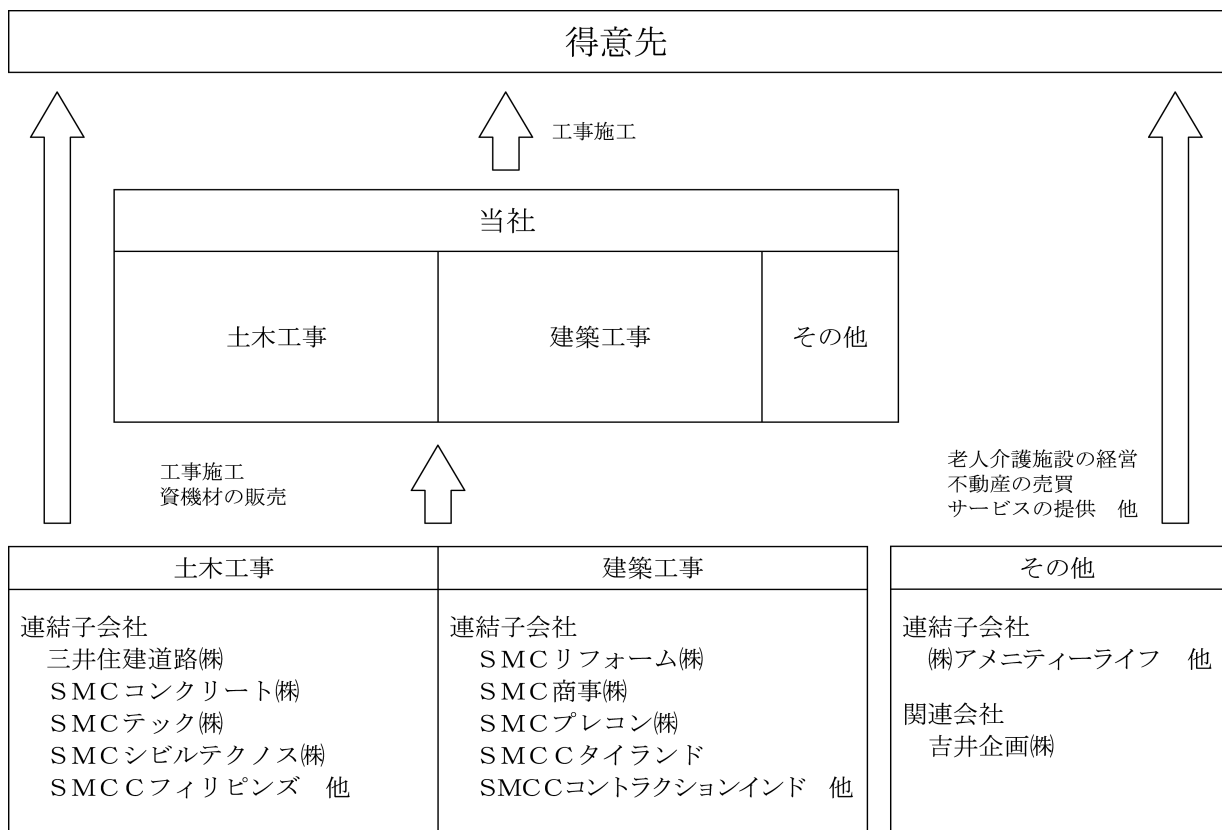 得意先
工事施工
当社
土木工事
建築工事
その他
工事施工
資機材の販売
老人介護施設の経営
不動産の売買
サービスの提供　他
土木工事
連結子会社
三井住建道路㈱
ＳＭＣコンクリート㈱
ＳＭＣテック㈱
ＳＭＣシビルテクノス㈱
ＳＭＣＣフィリピンズ　他
建築工事
連結子会社
ＳＭＣリフォーム㈱
ＳＭＣ商事㈱
ＳＭＣプレコン㈱
ＳＭＣＣタイランド
SMCCコントラクションインド　他
その他
連結子会社
㈱アメニティーライフ　他
関連会社
吉井企画㈱